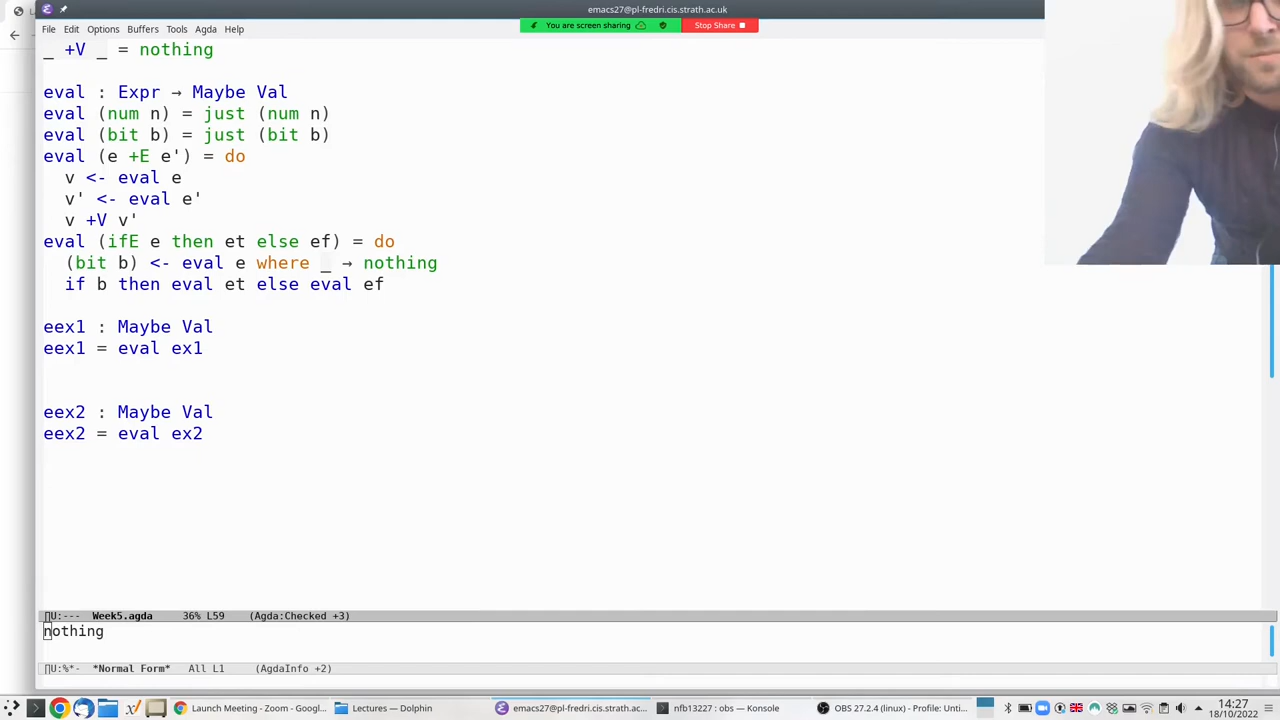 emacs27@pl-fredri.cis.strath.ac.uk
File Edit Options Buffers Tools Agda Help
You are screen sharing Stop Share
_ +V _ = nothing
eval : Expr → Maybe Val
eval (num n) = just (num n)
eval (bit b) = just (bit b)
eval (e +E e') = do
  v <- eval e
  v' <- eval e'
  v +V v'
eval (ifE e then et else ef) = do
  (bit b) <- eval e where _ → nothing
  if b then eval et else eval ef
eex1 : Maybe Val
eex1 = eval ex1
eex2 : Maybe Val
eex2 = eval ex2
U:--- Week5.agda 36% L59 (Agda:Checked +3)
nothing
U:%*- *Normal Form* All L1 (AgdaInfo +2)
Launch Meeting - Zoom - Googl... Lectures — Dolphin emacs27@pl-fredri.cis.strath.ac... nfb13227 : obs — Konsole OBS 27.2.4 (linux) - Profile: Unti... 14:27
18/10/2022